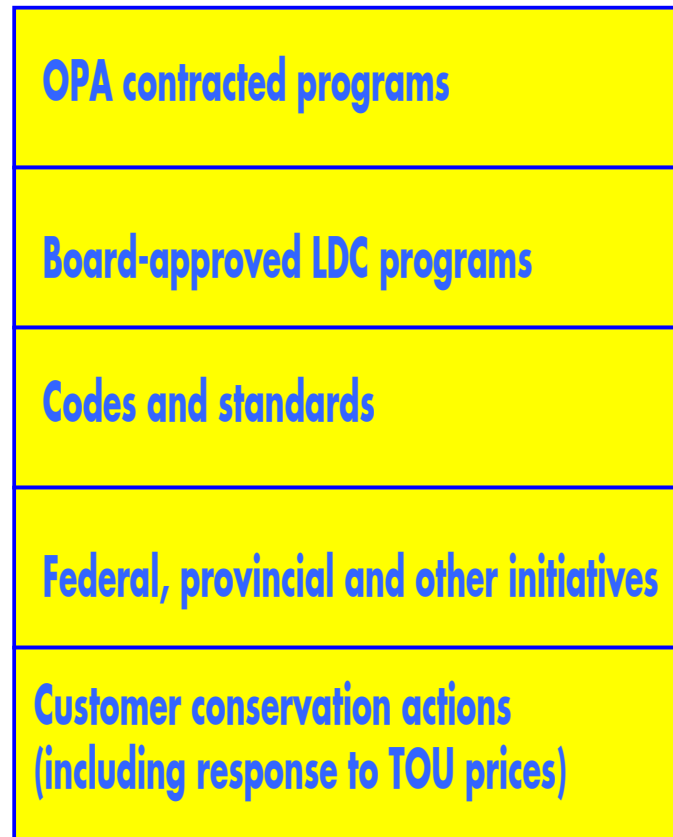 OPA contracted programs
Board-approved LDC programs
Codes and standards
Federal, provincial and other initiatives
Customer conservation actions
(including response to TOU prices)